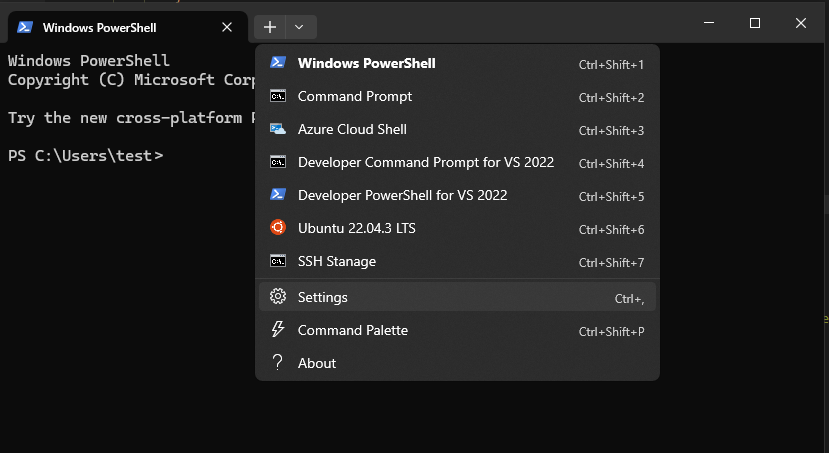 Windows PowerShell
Windows PowerShell
Copyright (C) Microsoft
Try the new cross-platform
PS C:\Users\test>
Windows PowerShell Ctrl+Shift+1
Command Prompt Ctrl+Shift+2
Azure Cloud Shell Ctrl+Shift+3
Developer Command Prompt for VS 2022 Ctrl+Shift+4
Developer PowerShell for VS 2022 Ctrl+Shift+5
Ubuntu 22.04.3 LTS Ctrl+Shift+6
SSH Stanage Ctrl+Shift+7
Settings Ctrl+,
Command Palette Ctrl+Shift+P
About